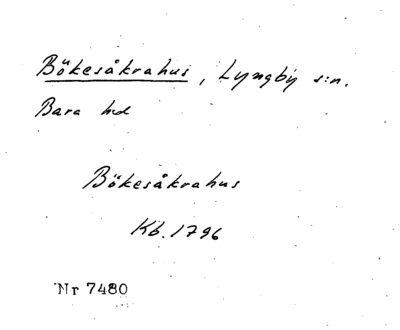 Bökesåkrahus, Lyngby s:n.
Bara hd
Bökesåkrahus
Kb. 1796
Nr 7480